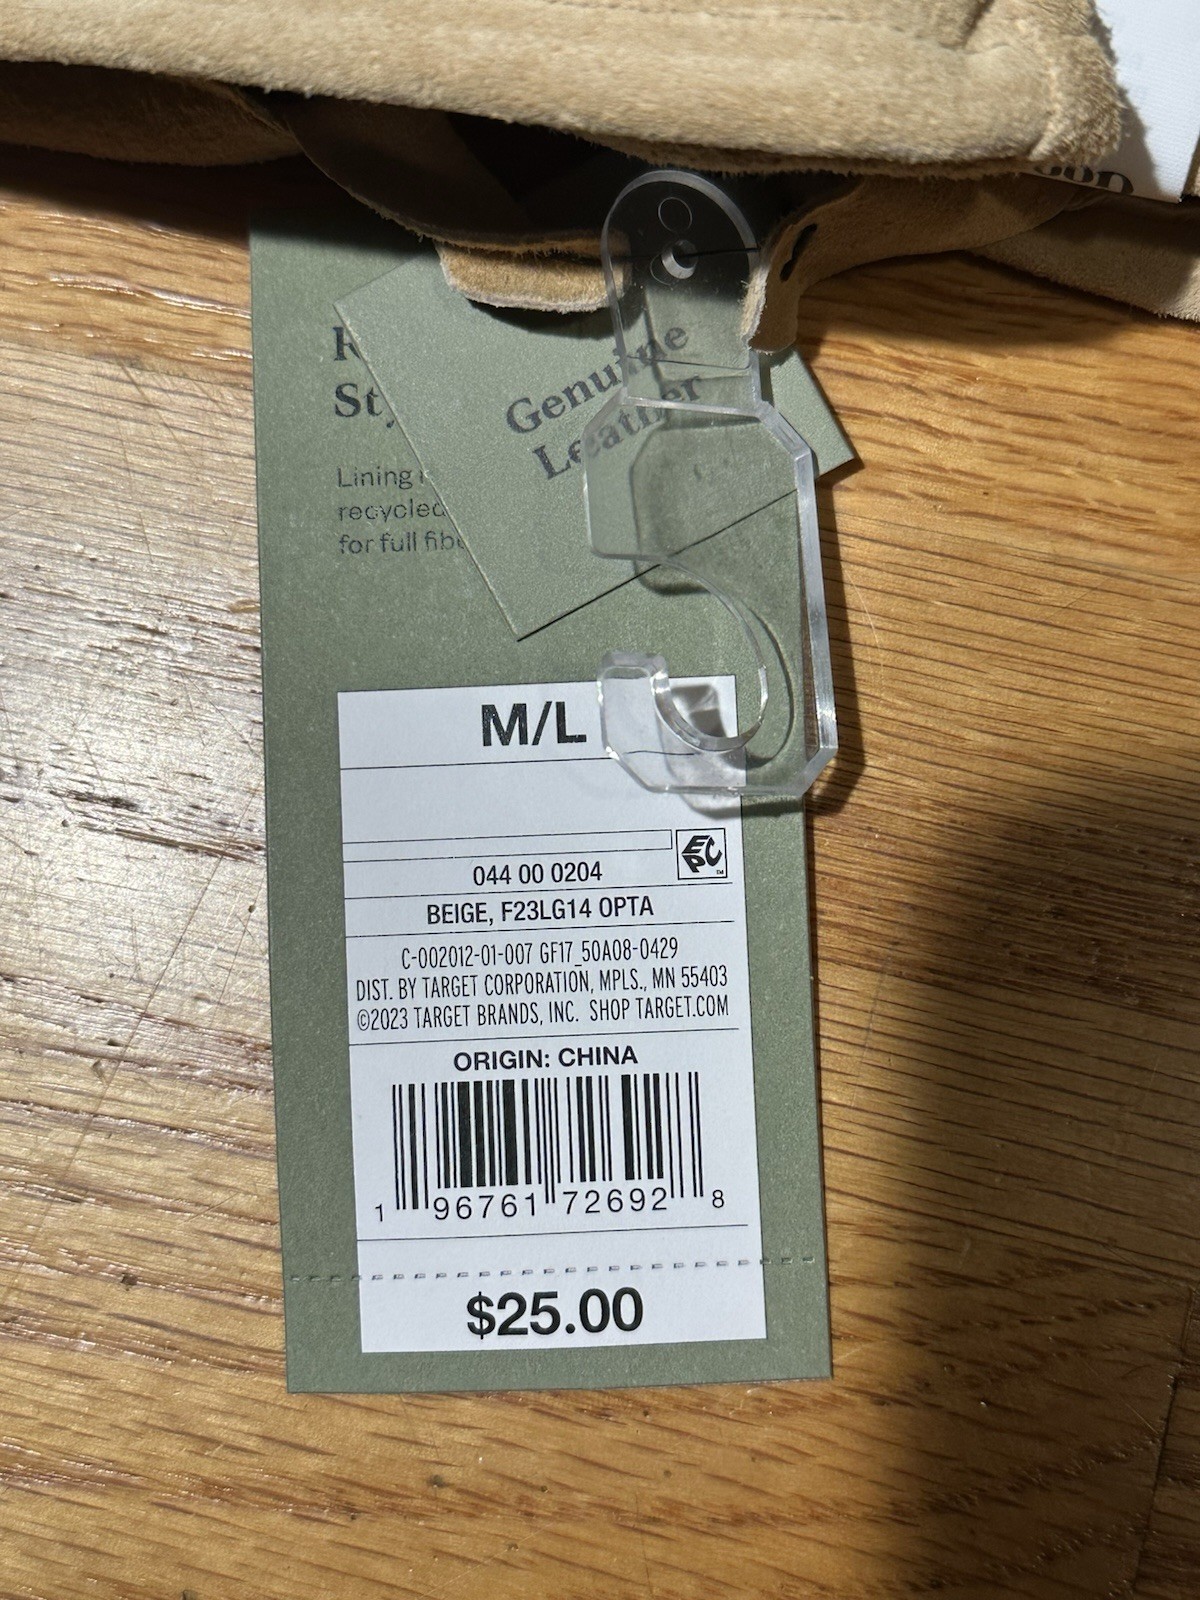 Genuine
Leather
Lining
recycled
for full
M/L
EPC
TM
044 00 0204
BEIGE, F23LG14 OPTA
C-002012-01-007 GF17_50A08-0429
DIST. BY TARGET CORPORATION, MPLS., MN 55403
©2023 TARGET BRANDS, INC. SHOP TARGET.COM
ORIGIN: CHINA
1 96761 72692 8
$25.00